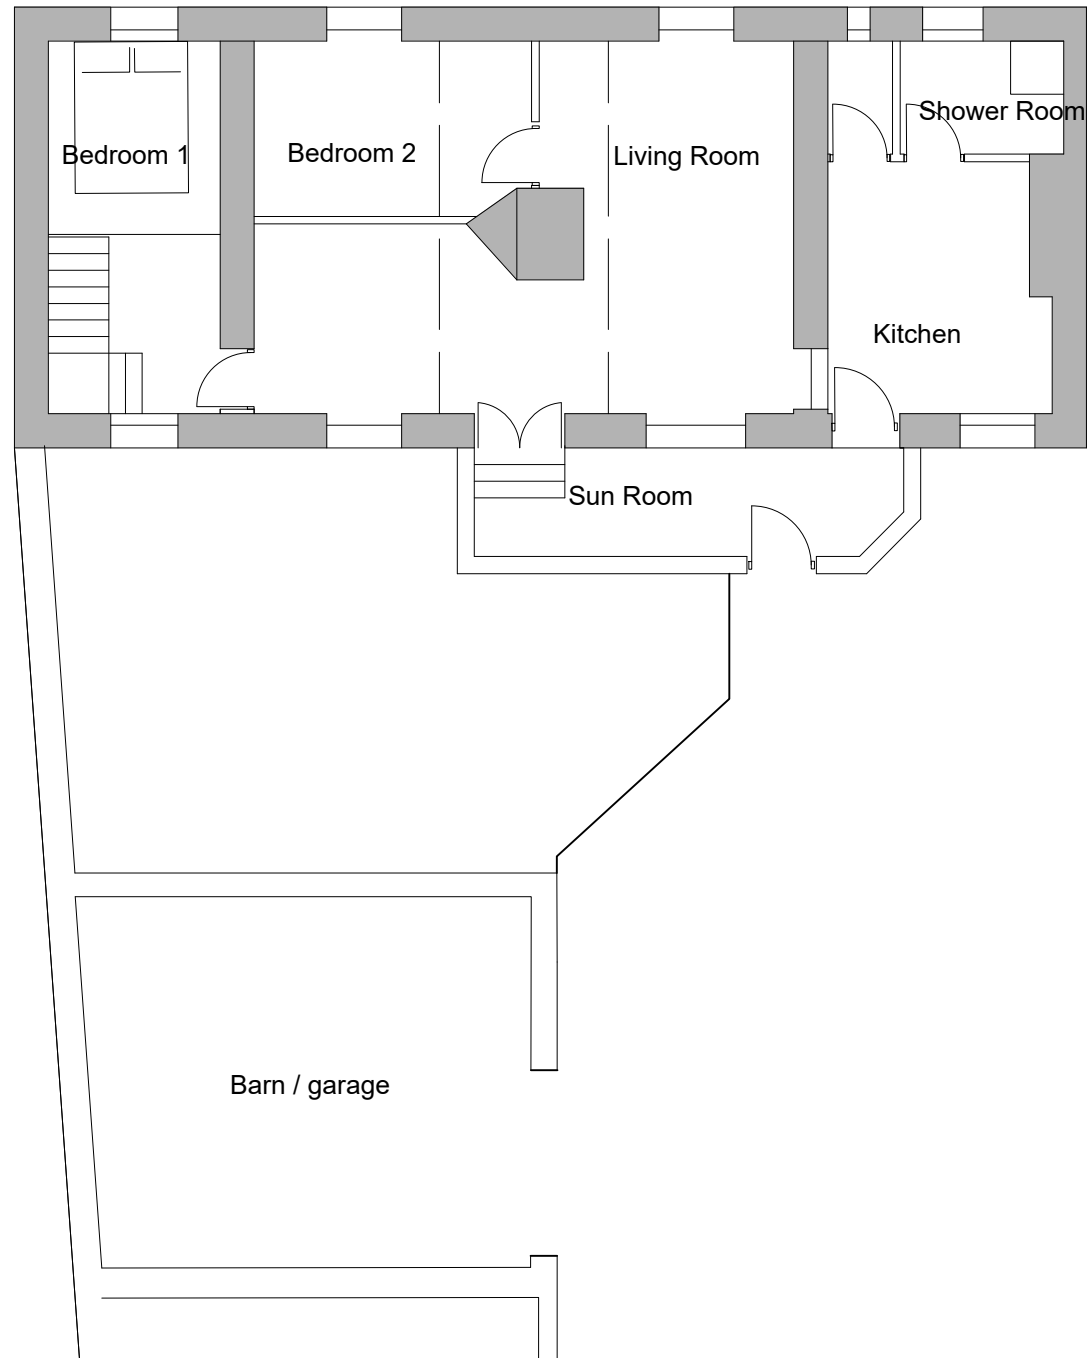 Bedroom 1
Bedroom 2
Living Room
Shower Room
Kitchen
Sun Room
Barn / garage